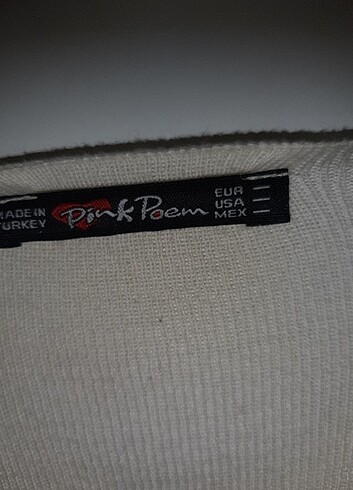 MADE IN
TURKEY
Pink Poem
EUR —
USA —
MEX —